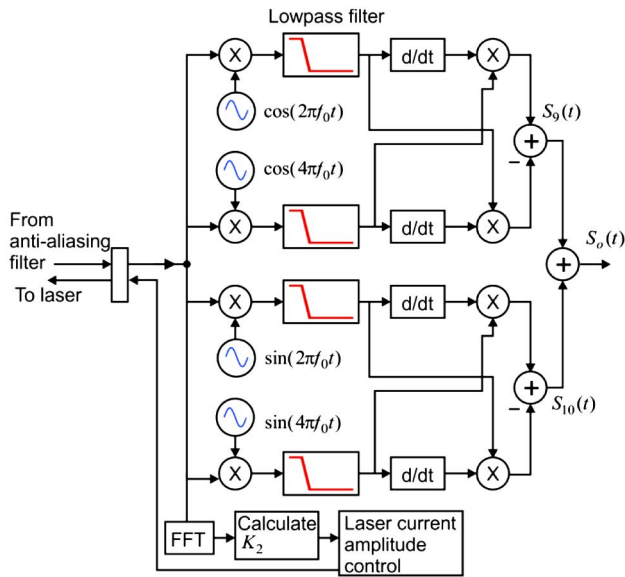 Lowpass filter
X
d/dt
X
cos(2πf₀t)
S₉(t)
+
−
cos(4πf₀t)
X
d/dt
X
From
anti-aliasing
filter
To laser
Sₒ(t)
+
X
d/dt
X
sin(2πf₀t)
+
−
S₁₀(t)
sin(4πf₀t)
X
d/dt
X
FFT
Calculate
K₂
Laser current
amplitude
control